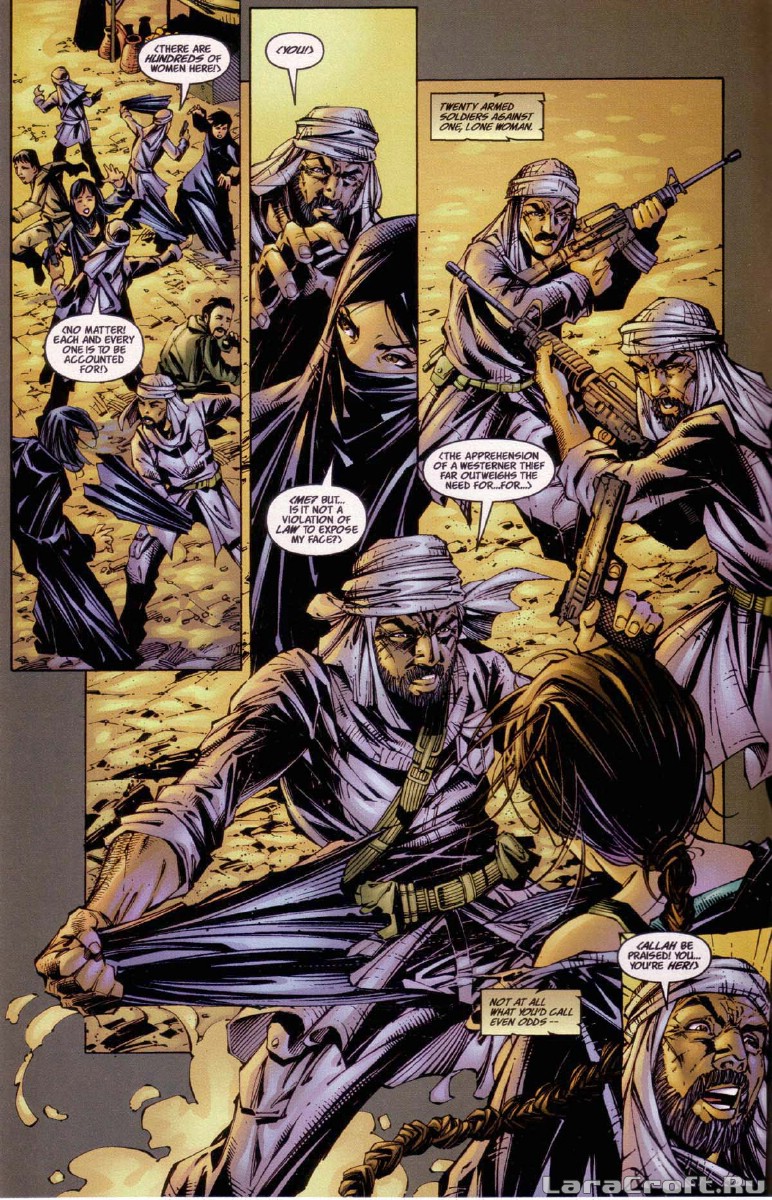 <THERE ARE
HUNDREDS OF
WOMEN HERE!>
<NO MATTER!
EACH AND EVERY
ONE IS TO BE
ACCOUNTED
FOR!>
<YOU!>
<ME? BUT...
IS IT NOT A
VIOLATION OF
LAW TO EXPOSE
MY FACE?>
TWENTY ARMED
SOLDIERS AGAINST
ONE, LONE WOMAN.
<THE APPREHENSION
OF A WESTERNER THIEF
FAR OUTWEIGHS THE
NEED FOR...FOR...>
NOT AT ALL
WHAT YOU'D CALL
EVEN ODDS --
<ALLAH BE
PRAISED! YOU...
YOU'RE HER!>
LaraCroft.Ru